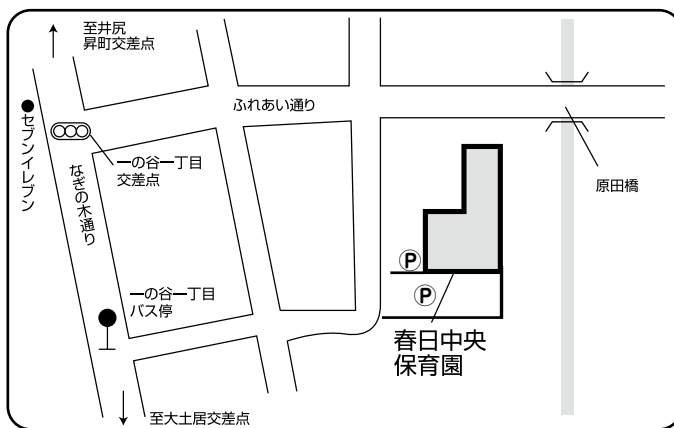 至井尻
昇町交差点
セブンイレブン
ふれあい通り
一の谷一丁目
交差点
なぎの木通り
原田橋
P
P
一の谷一丁目
バス停
春日中央
保育園
至大土居交差点